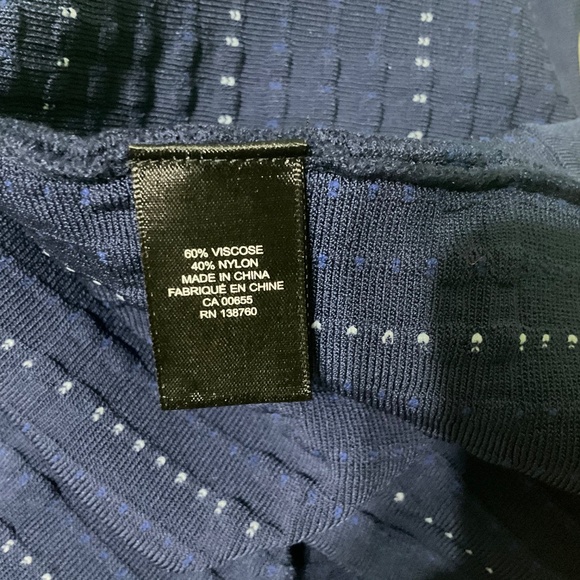 60% VISCOSE
40% NYLON
MADE IN CHINA
FABRIQUÉ EN CHINE
CA 00655
RN 138760